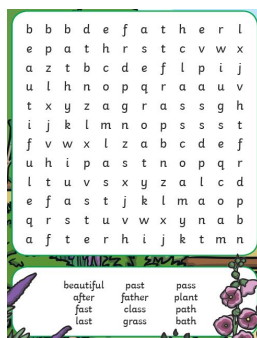 b b b d e f a t h e r l
e p a t h r s t c v w x
a z t b c d e f l p i j
u l h n o p q r a a u v
t x y z a g r a s s g h
i j k l m n o p s s s t
f v w x l z a b c d e f
u h i p a s t n o p q r
l t u v s x y z a l c d
e f a s t j k l m a o p
q r s t u v w x y n a b
a f t e r h i j k t m n
beautiful past pass
after father plant
fast class path
last grass bath